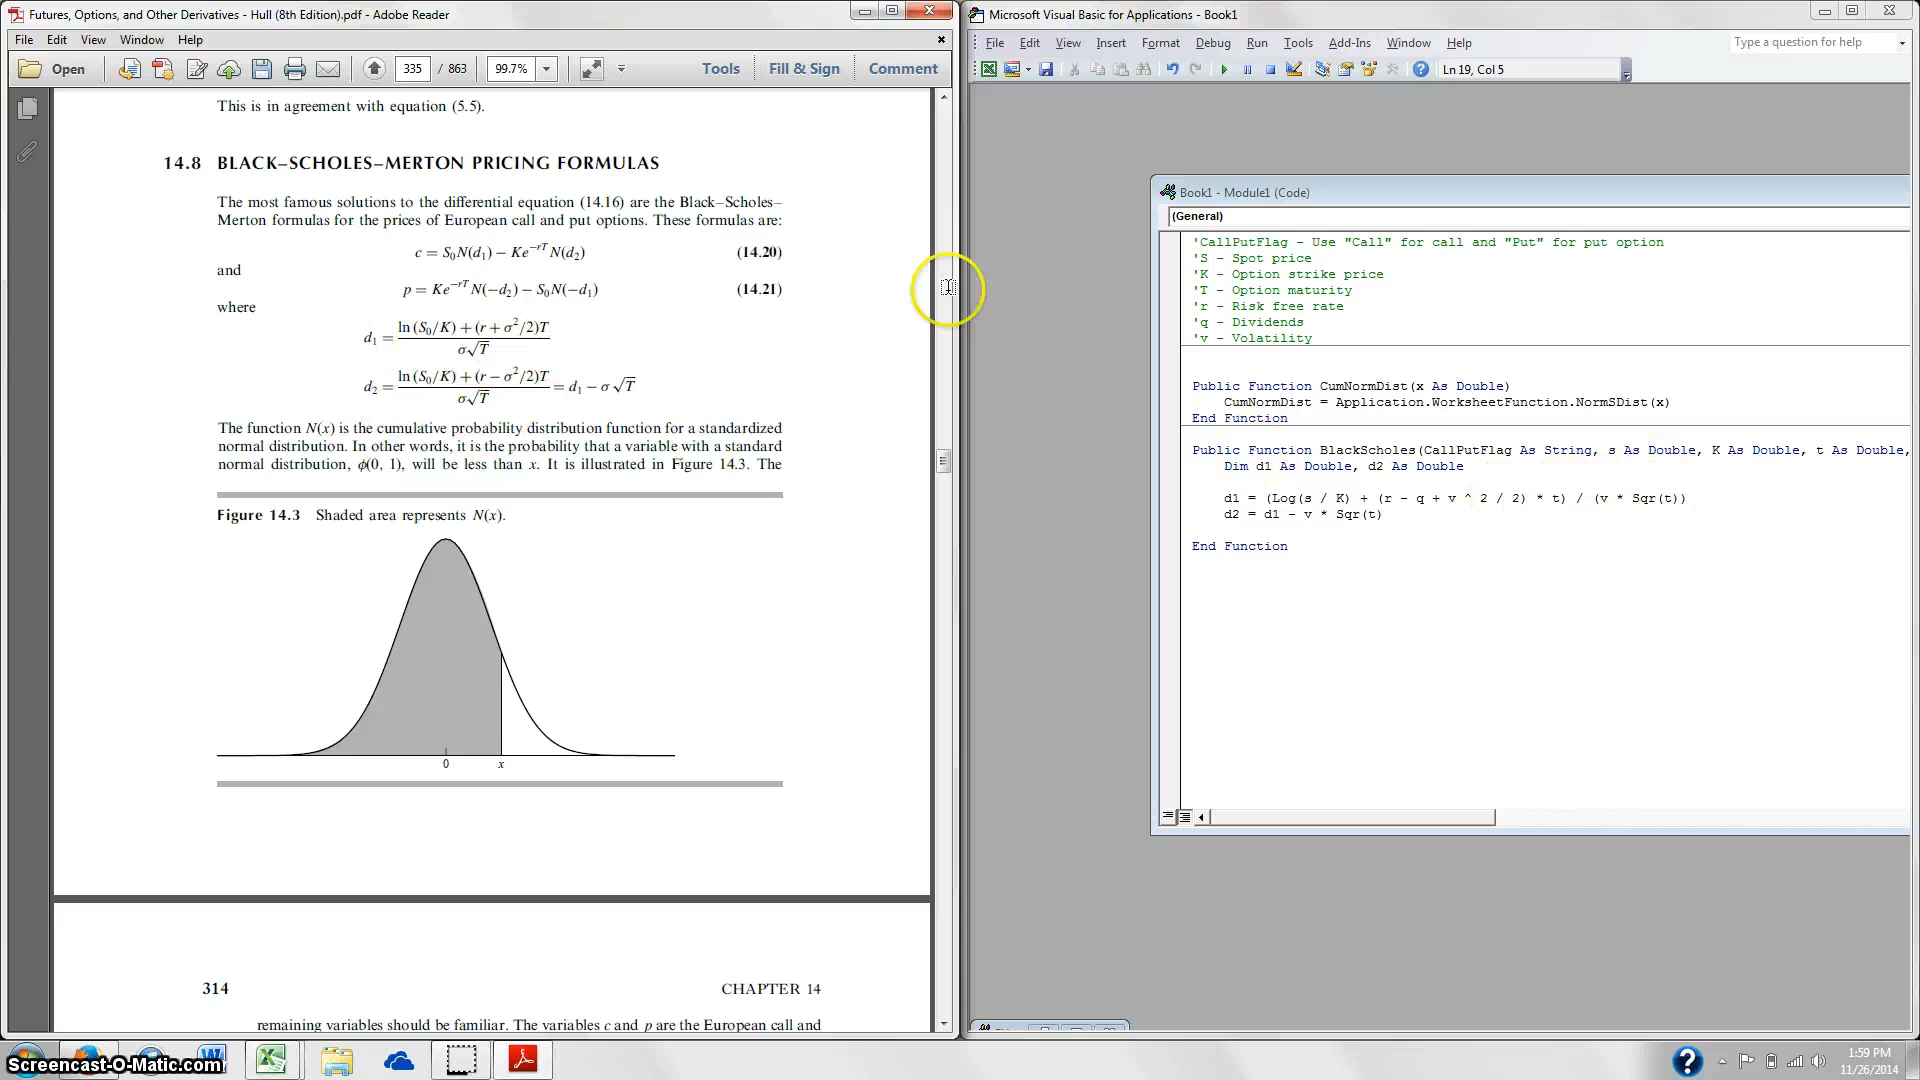 Futures, Options, and Other Derivatives - Hull (8th Edition).pdf - Adobe Reader
File Edit View Window Help
Open 335 / 863 99.7% Tools Fill & Sign Comment
This is in agreement with equation (5.5).
14.8 BLACK–SCHOLES–MERTON PRICING FORMULAS
The most famous solutions to the differential equation (14.16) are the Black–Scholes–
Merton formulas for the prices of European call and put options. These formulas are:
c = S₀N(d₁) − Ke^−rT N(d₂) (14.20)
and
p = Ke^−rT N(−d₂) − S₀N(−d₁) (14.21)
where
d₁ = ln (S₀/K) + (r + σ²/2)T / σ√T
d₂ = ln (S₀/K) + (r − σ²/2)T / σ√T = d₁ − σ√T
The function N(x) is the cumulative probability distribution function for a standardized
normal distribution. In other words, it is the probability that a variable with a standard
normal distribution, ϕ(0, 1), will be less than x. It is illustrated in Figure 14.3. The
Figure 14.3 Shaded area represents N(x).
0 x
314 CHAPTER 14
remaining variables should be familiar. The variables c and p are the European call and
Microsoft Visual Basic for Applications - Book1
File Edit View Insert Format Debug Run Tools Add-Ins Window Help Type a question for help
Ln 19, Col 5
Book1 - Module1 (Code)
(General)
'CallPutFlag - Use "Call" for call and "Put" for put option
'S - Spot price
'K - Option strike price
'T - Option maturity
'r - Risk free rate
'q - Dividends
'v - Volatility
Public Function CumNormDist(x As Double)
CumNormDist = Application.WorksheetFunction.NormSDist(x)
End Function
Public Function BlackScholes(CallPutFlag As String, s As Double, K As Double, t As Double,
Dim d1 As Double, d2 As Double
d1 = (Log(s / K) + (r - q + v ^ 2 / 2) * t) / (v * Sqr(t))
d2 = d1 - v * Sqr(t)
End Function
Screencast-O-Matic.com
1:59 PM
11/26/2014